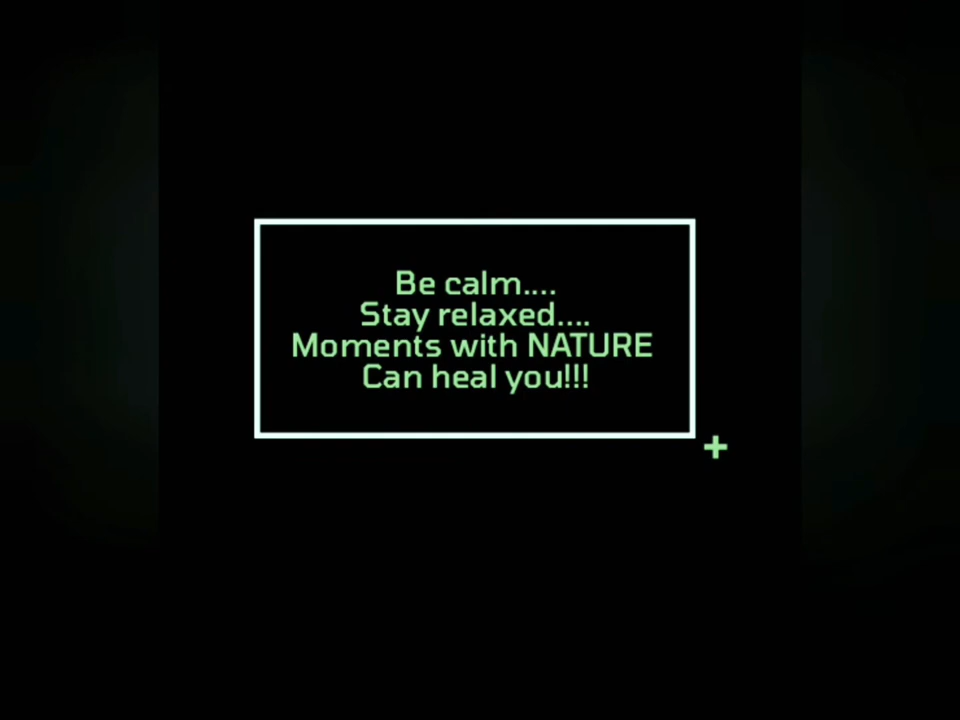 Be calm....
Stay relaxed....
Moments with NATURE
Can heal you!!!
+